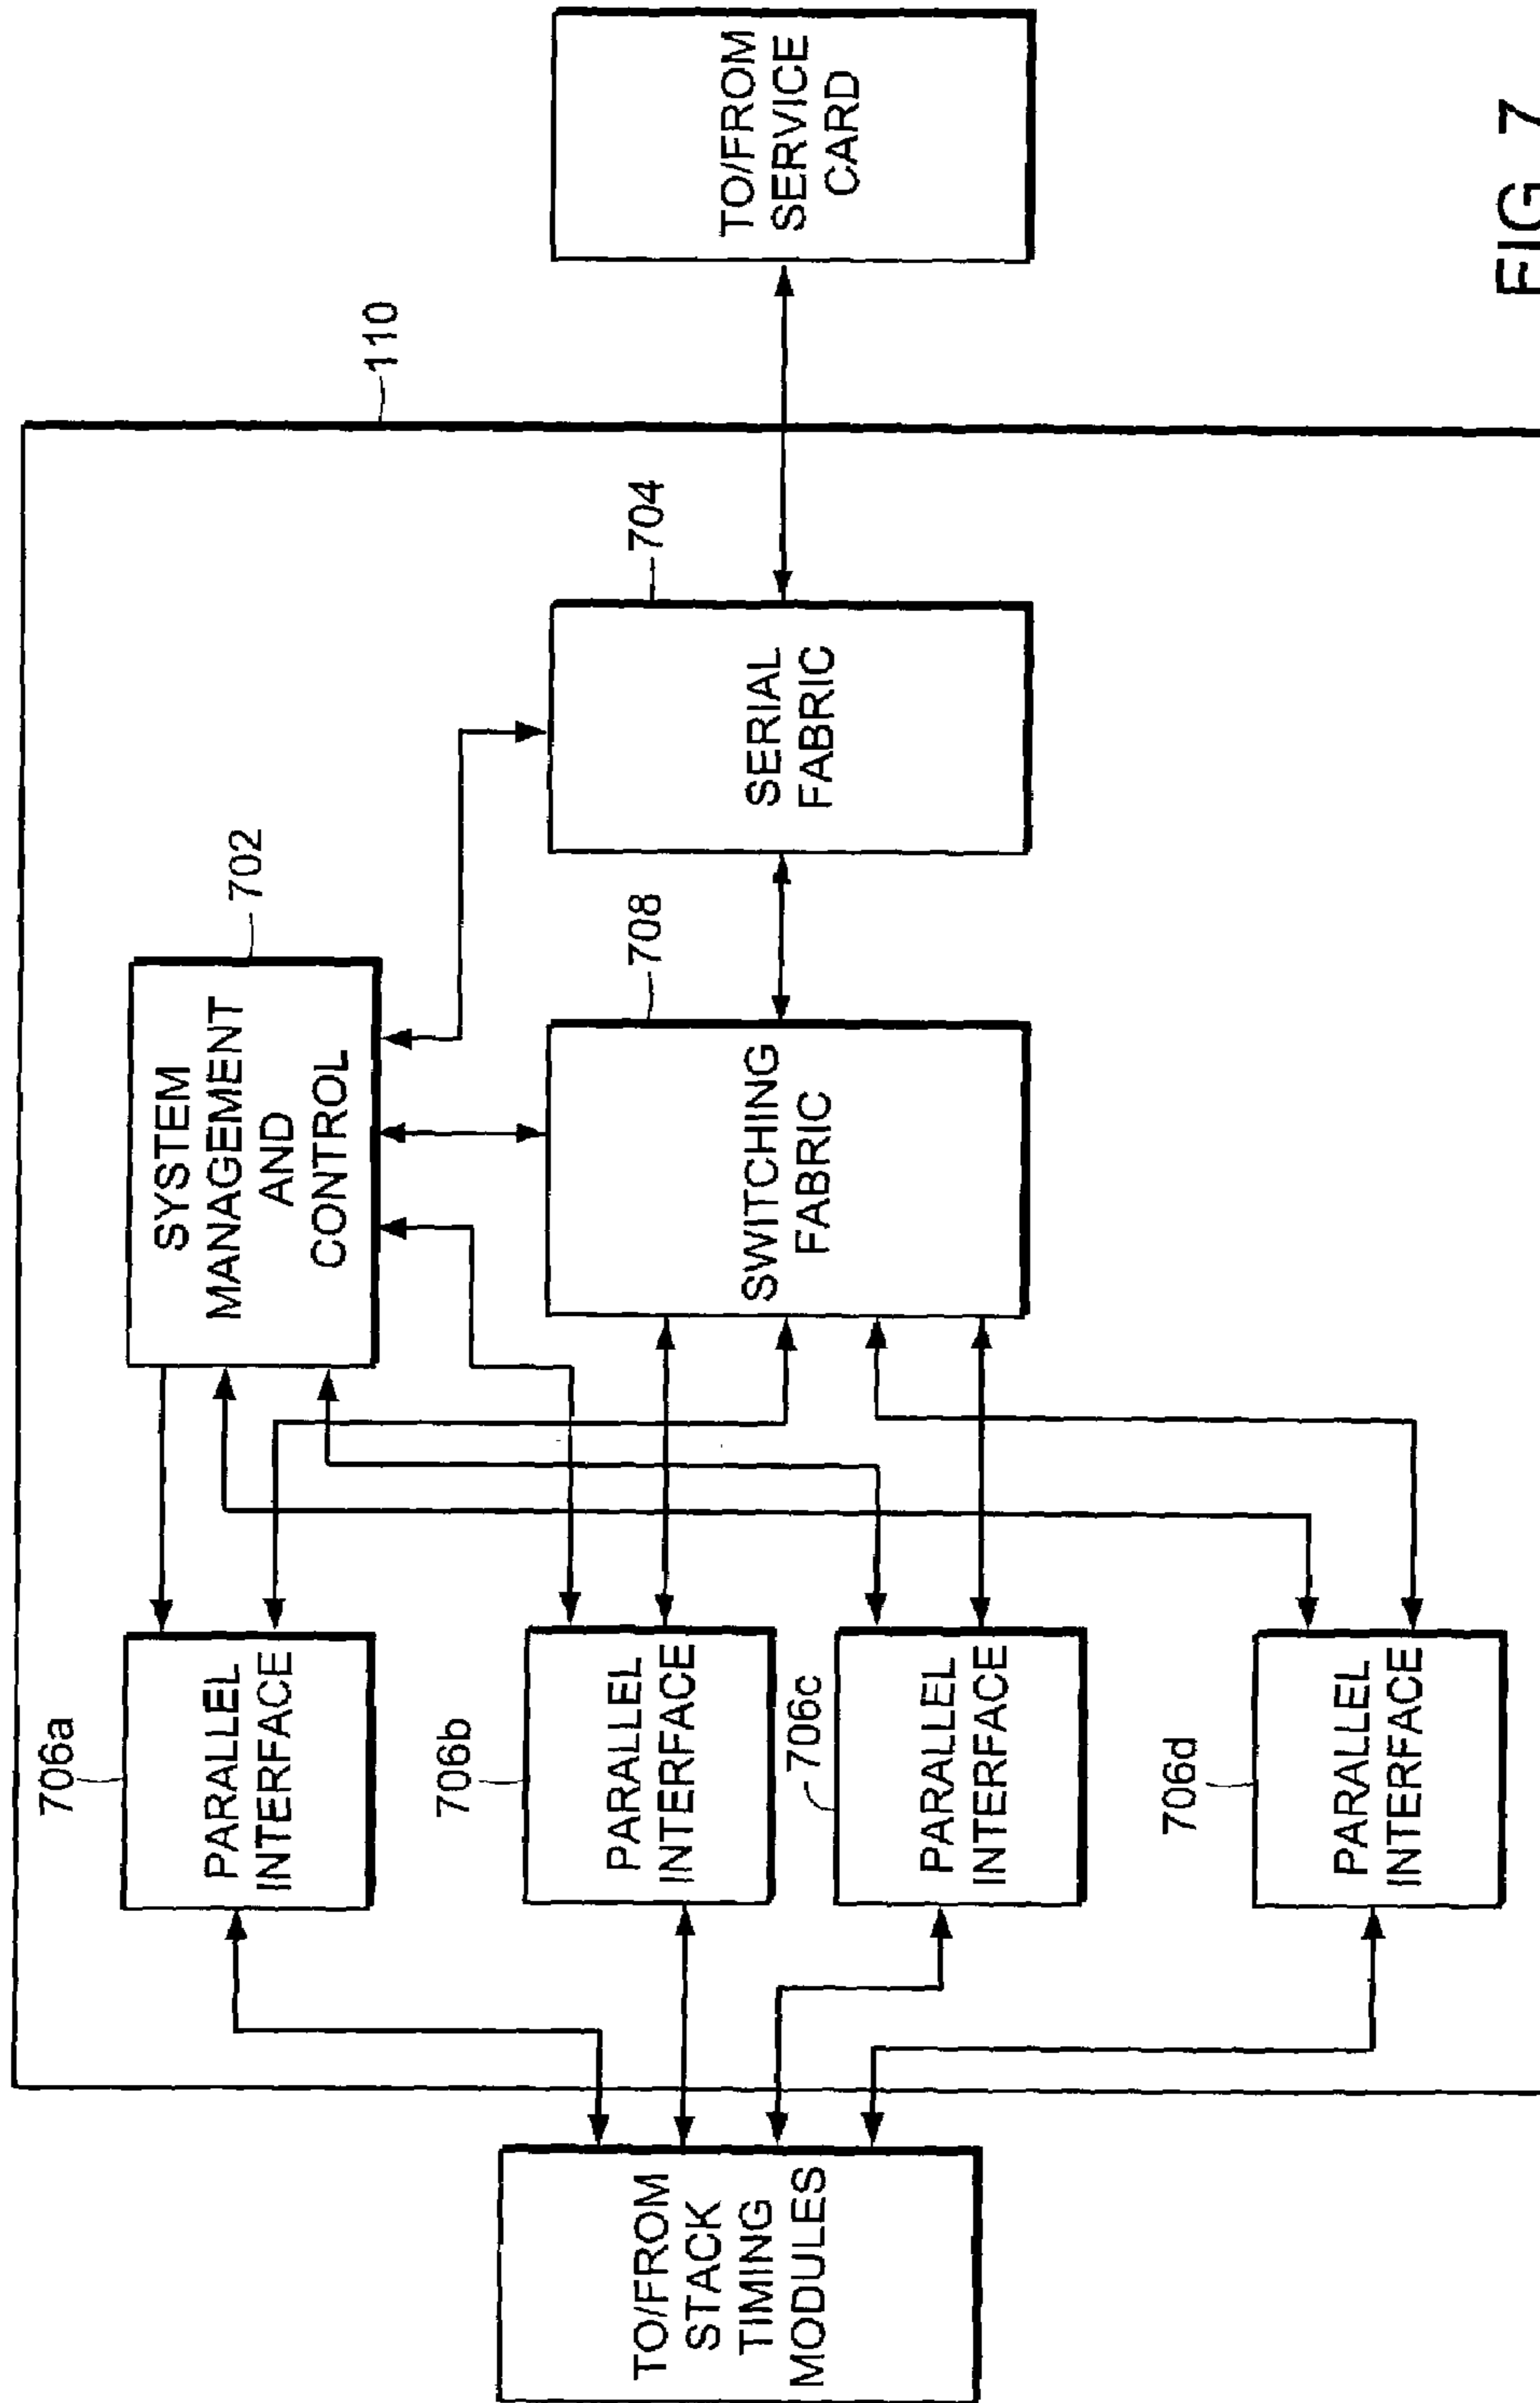 110
702
SYSTEM
MANAGEMENT
AND
CONTROL
706a
PARALLEL
INTERFACE
706b
PARALLEL
INTERFACE
706c
PARALLEL
INTERFACE
706d
PARALLEL
INTERFACE
708
SWITCHING
FABRIC
704
SERIAL
FABRIC
TO/FROM
STACK
TIMING
MODULES
TO/FROM
SERVICE
CARD
FIG. 7